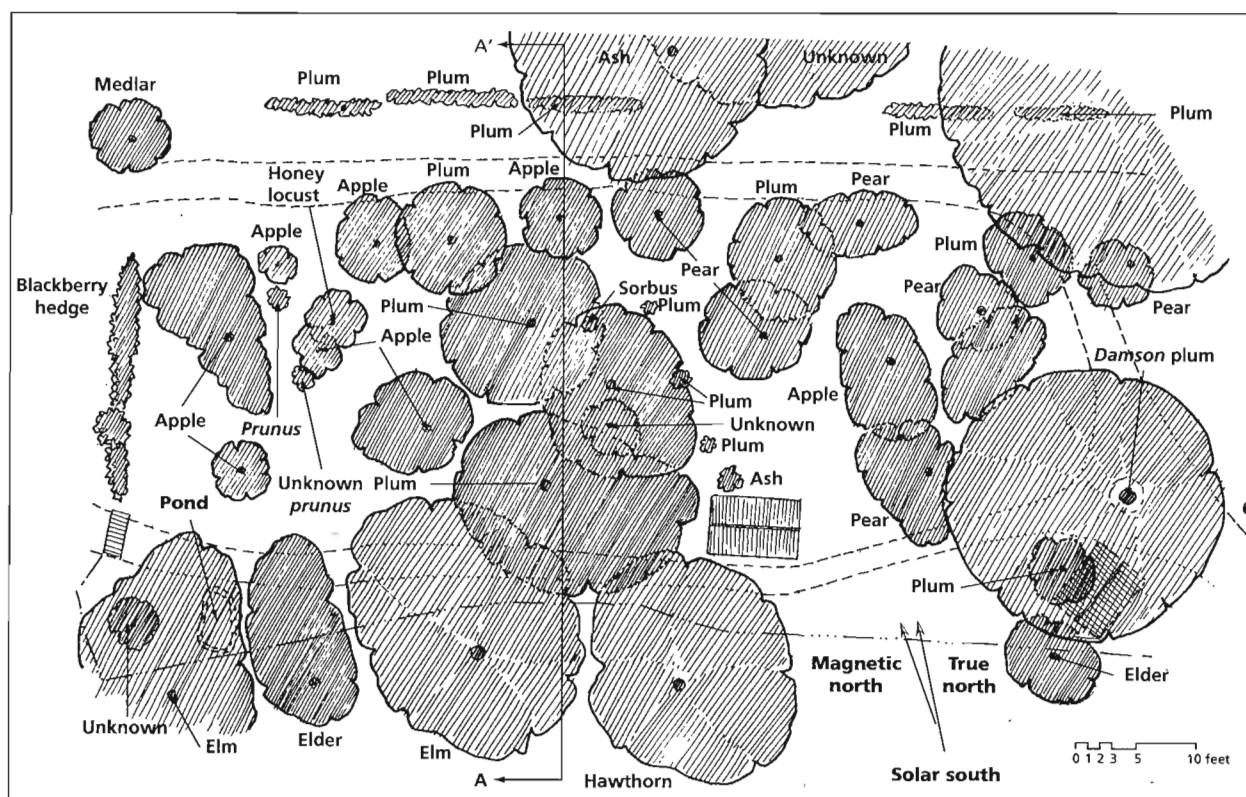 A'
Ash
Unknown
Medlar
Plum
Plum
Plum
Plum
Plum
Honey
locust
Apple
Plum
Apple
Plum
Pear
Apple
Plum
Blackberry
hedge
Pear
Sorbus
Plum
Pear
Pear
Plum
Apple
Damson plum
Plum
Apple
Apple
Prunus
Unknown
Plum
Unknown
prunus
Plum
Ash
Pond
Pear
Plum
Magnetic
north
True
north
Elder
Unknown
Elm
Elder
Elm
A
Hawthorn
Solar south
0 1 2 3 5 10 feet